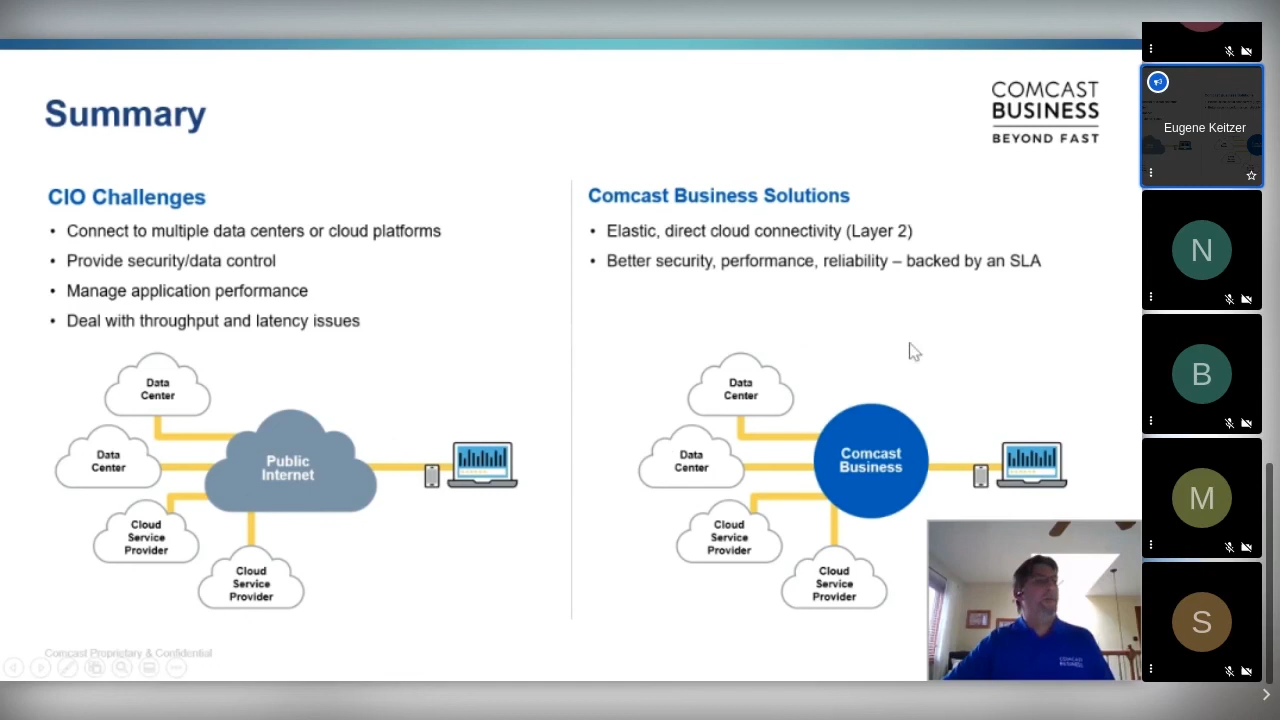 Summary
COMCAST
BUSINESS
BEYOND FAST
CIO Challenges
• Connect to multiple data centers or cloud platforms
• Provide security/data control
• Manage application performance
• Deal with throughput and latency issues
Data
Center
Data
Center
Public
Internet
Cloud
Service
Provider
Cloud
Service
Provider
Comcast Business Solutions
• Elastic, direct cloud connectivity (Layer 2)
• Better security, performance, reliability – backed by an SLA
Data
Center
Data
Center
Comcast
Business
Cloud
Service
Provider
Cloud
Service
Provider
Comcast Proprietary & Confidential
COMCAST
BUSINESS
Eugene Keitzer
N
B
M
S